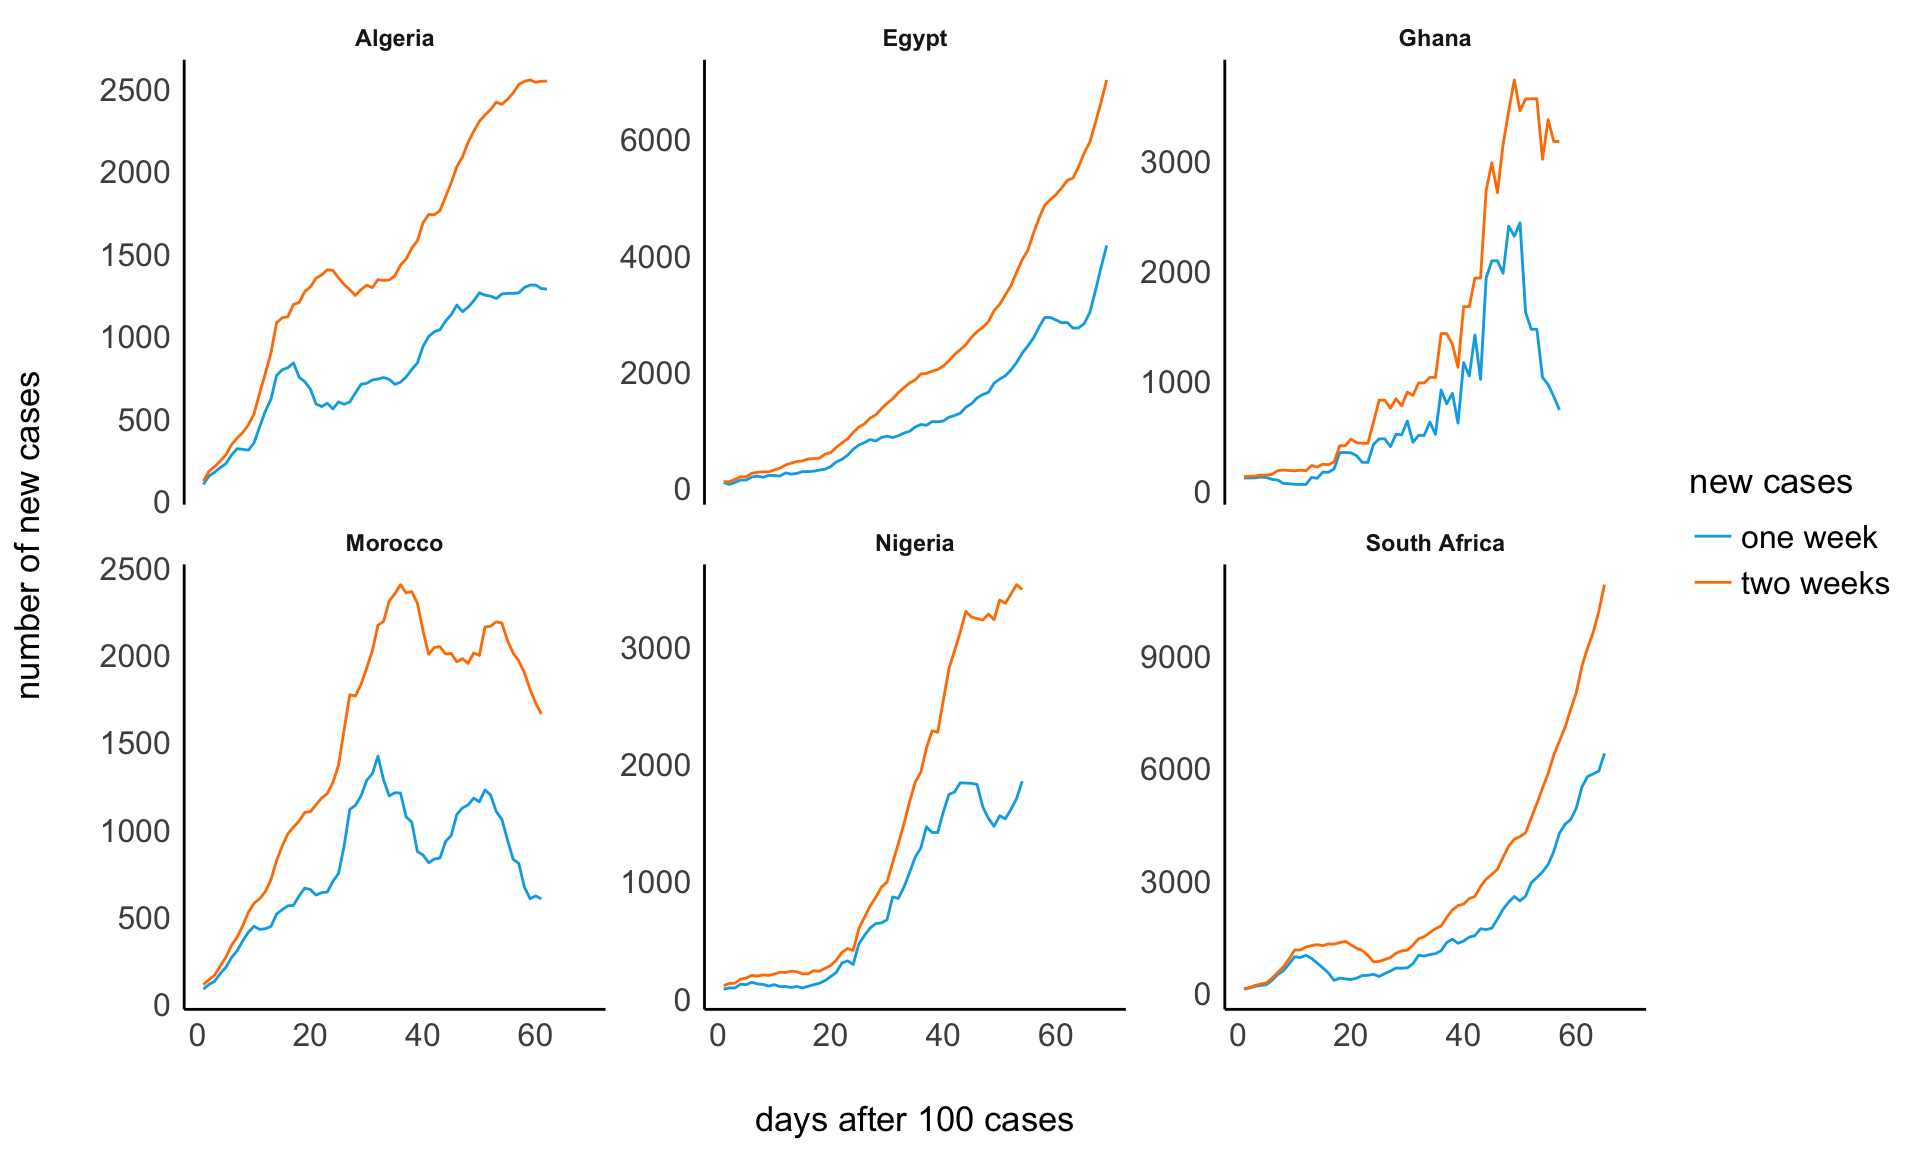 Algeria
Egypt
Ghana
2500
2000
1500
1000
500
0
6000
4000
2000
0
3000
2000
1000
0
number of new cases
Morocco
Nigeria
South Africa
2500
2000
1500
1000
500
0
3000
2000
1000
0
9000
6000
3000
0
0 20 40 60
0 20 40 60
0 20 40 60
days after 100 cases
new cases
one week
two weeks